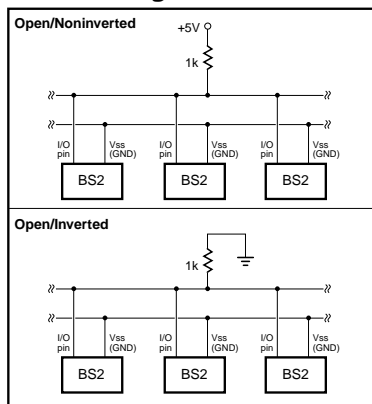 Open/Noninverted
+5V
1k
I/O pin
Vss (GND)
I/O pin
Vss (GND)
I/O pin
Vss (GND)
BS2
BS2
BS2
Open/Inverted
1k
I/O pin
Vss (GND)
I/O pin
Vss (GND)
I/O pin
Vss (GND)
BS2
BS2
BS2